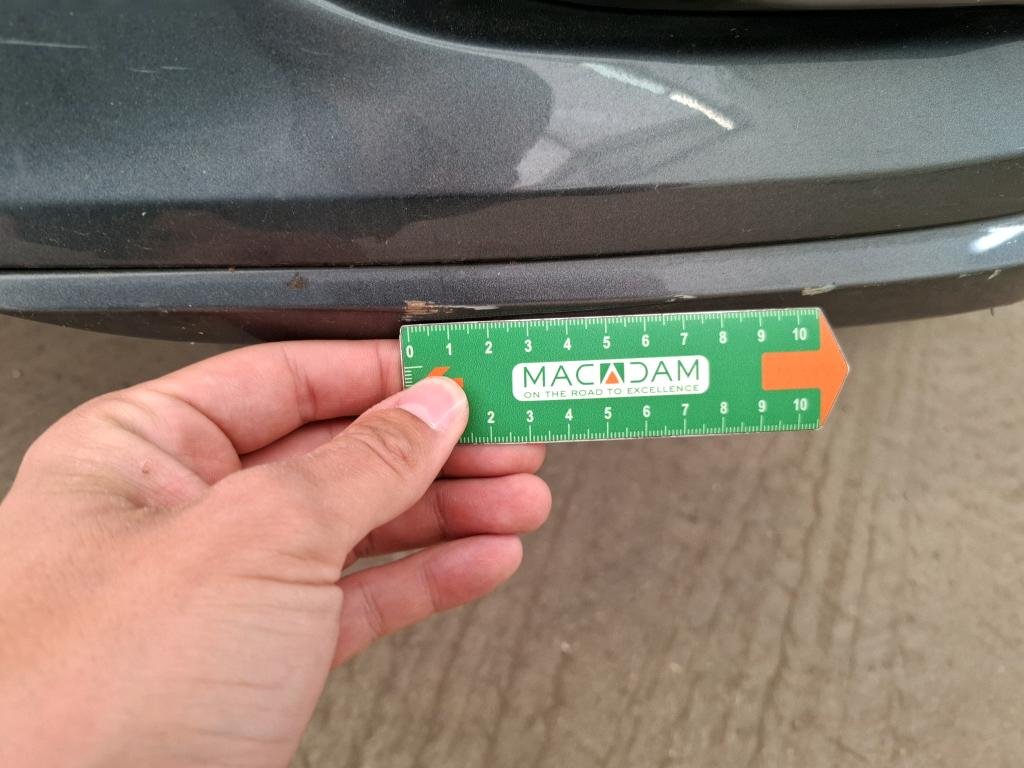 0 1 2 3 4 5 6 7 8 9 10
MACADAM
ON THE ROAD TO EXCELLENCE
2 3 4 5 6 7 8 9 10